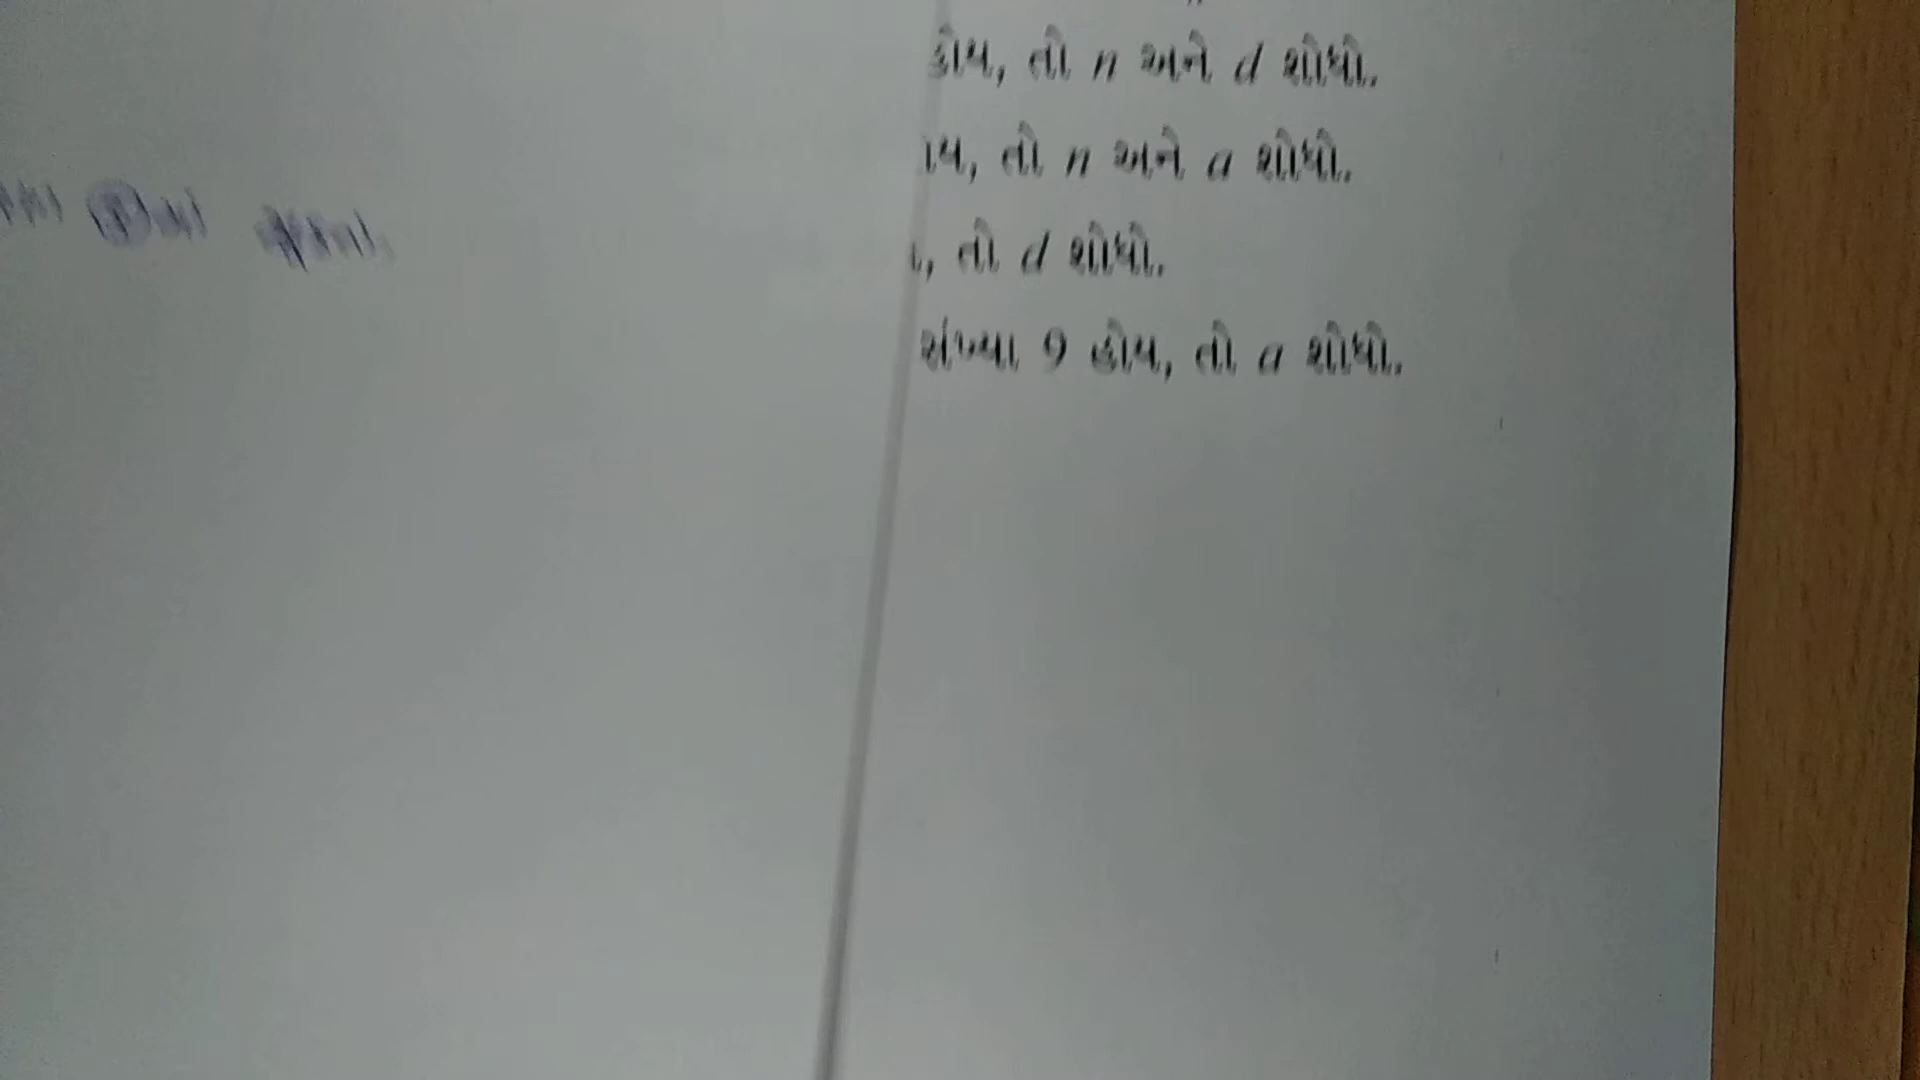 હોય, તો n અને d શોધો.
ય, તો n અને a શોધો.
, તો d શોધો.
સંખ્યા 9 હોય, તો a શોધો.